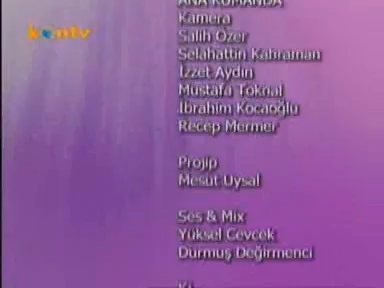 kontv
ANA KUMANDA
Kamera
Salih Özer
Selahattin Kahraman
İzzet Aydın
Mustafa Toknal
İbrahim Kocaoğlu
Recep Mermer
Projip
Mesut Uysal
Ses & Mix
Yüksel Cevcek
Durmuş Değirmenci